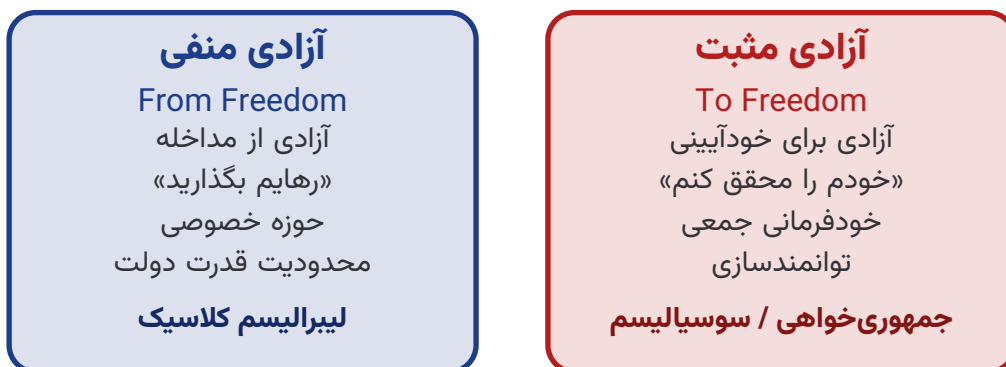 آزادی مثبت
To Freedom
آزادی برای خودآیینی
«خودم را محقق کنم»
خودفرمانی جمعی
توانمندسازی
جمهوری‌خواهی / سوسیالیسم
آزادی منفی
From Freedom
آزادی از مداخله
«رهایم بگذارید»
حوزه خصوصی
محدودیت قدرت دولت
لیبرالیسم کلاسیک